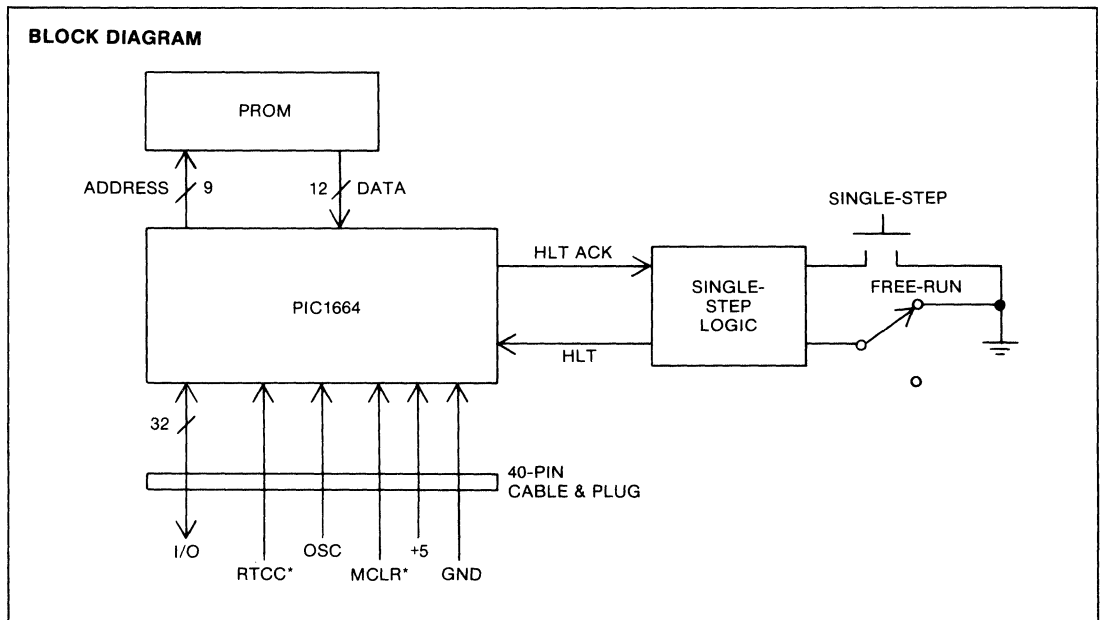 BLOCK DIAGRAM
PROM
ADDRESS 9
12 DATA
SINGLE-STEP
HLT ACK
FREE-RUN
SINGLE-
STEP
LOGIC
PIC1664
HLT
32
40-PIN
CABLE & PLUG
I/O
RTCC*
OSC
MCLR*
+5
GND